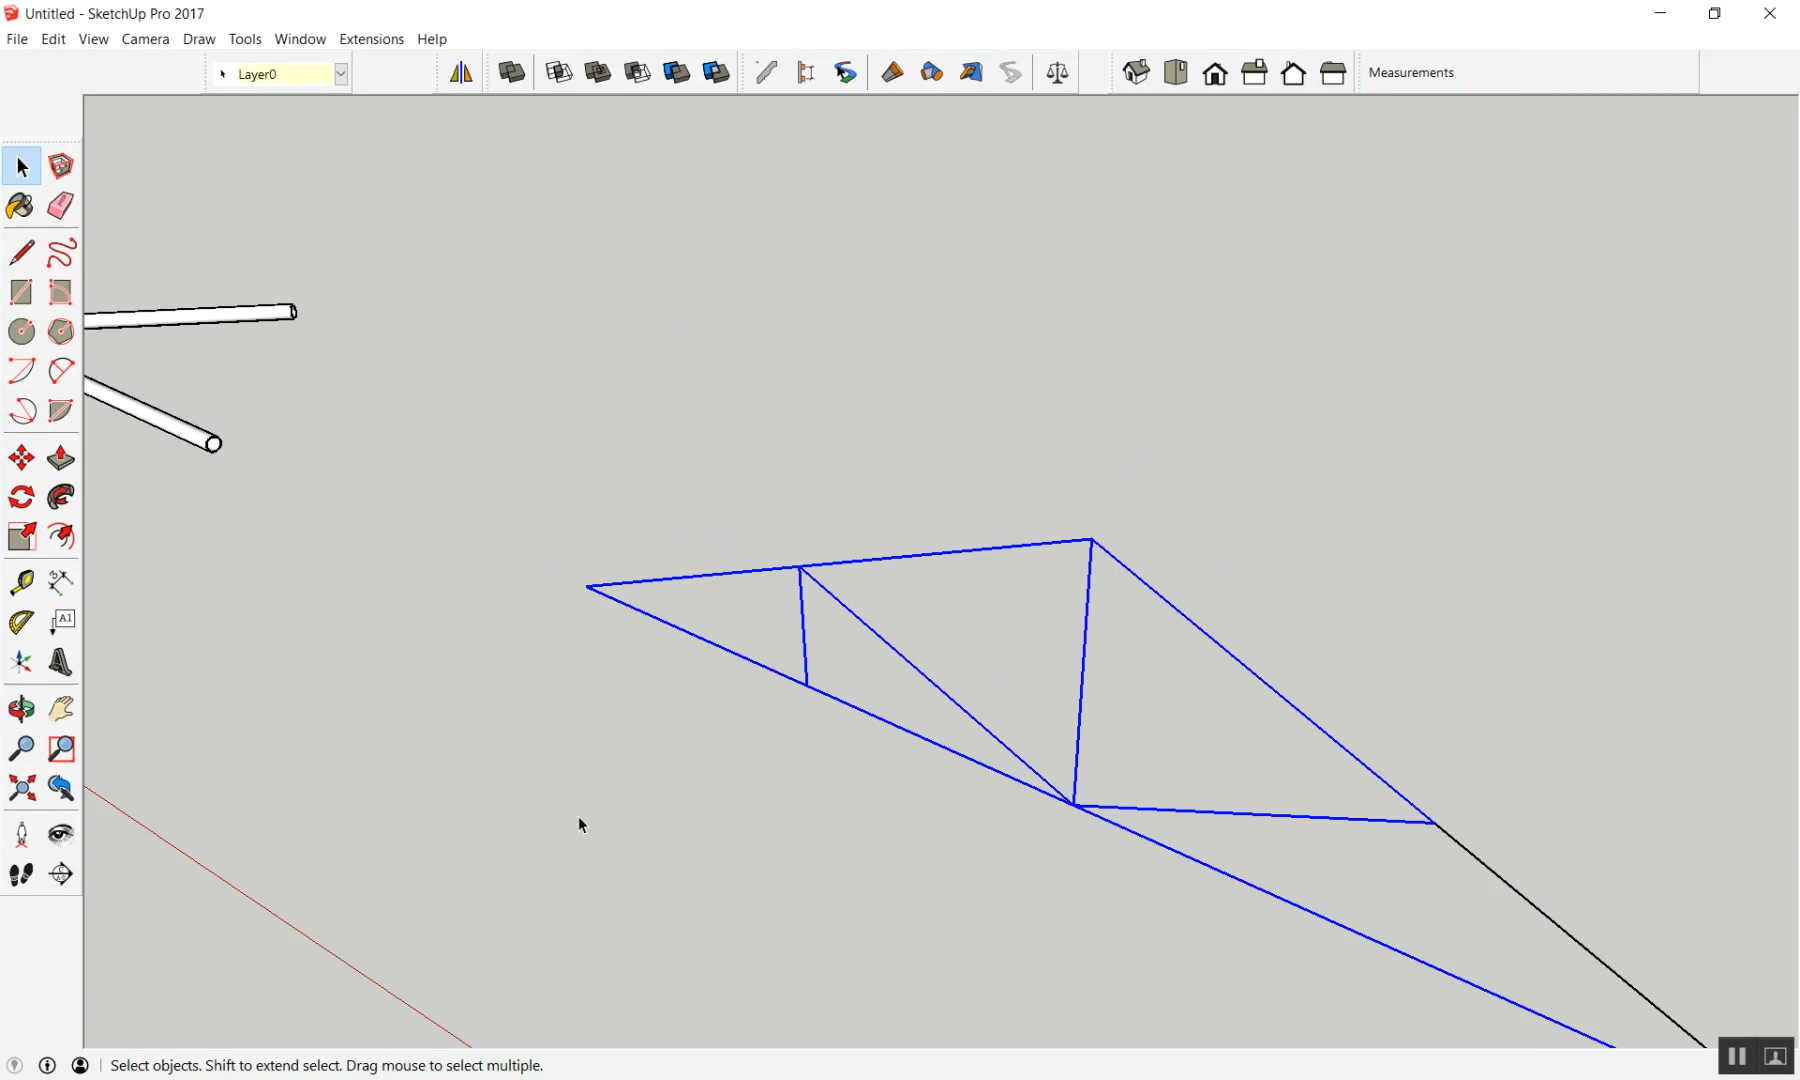 Untitled - SketchUp Pro 2017
File Edit View Camera Draw Tools Window Extensions Help
Layer0
Measurements
A1
Select objects. Shift to extend select. Drag mouse to select multiple.